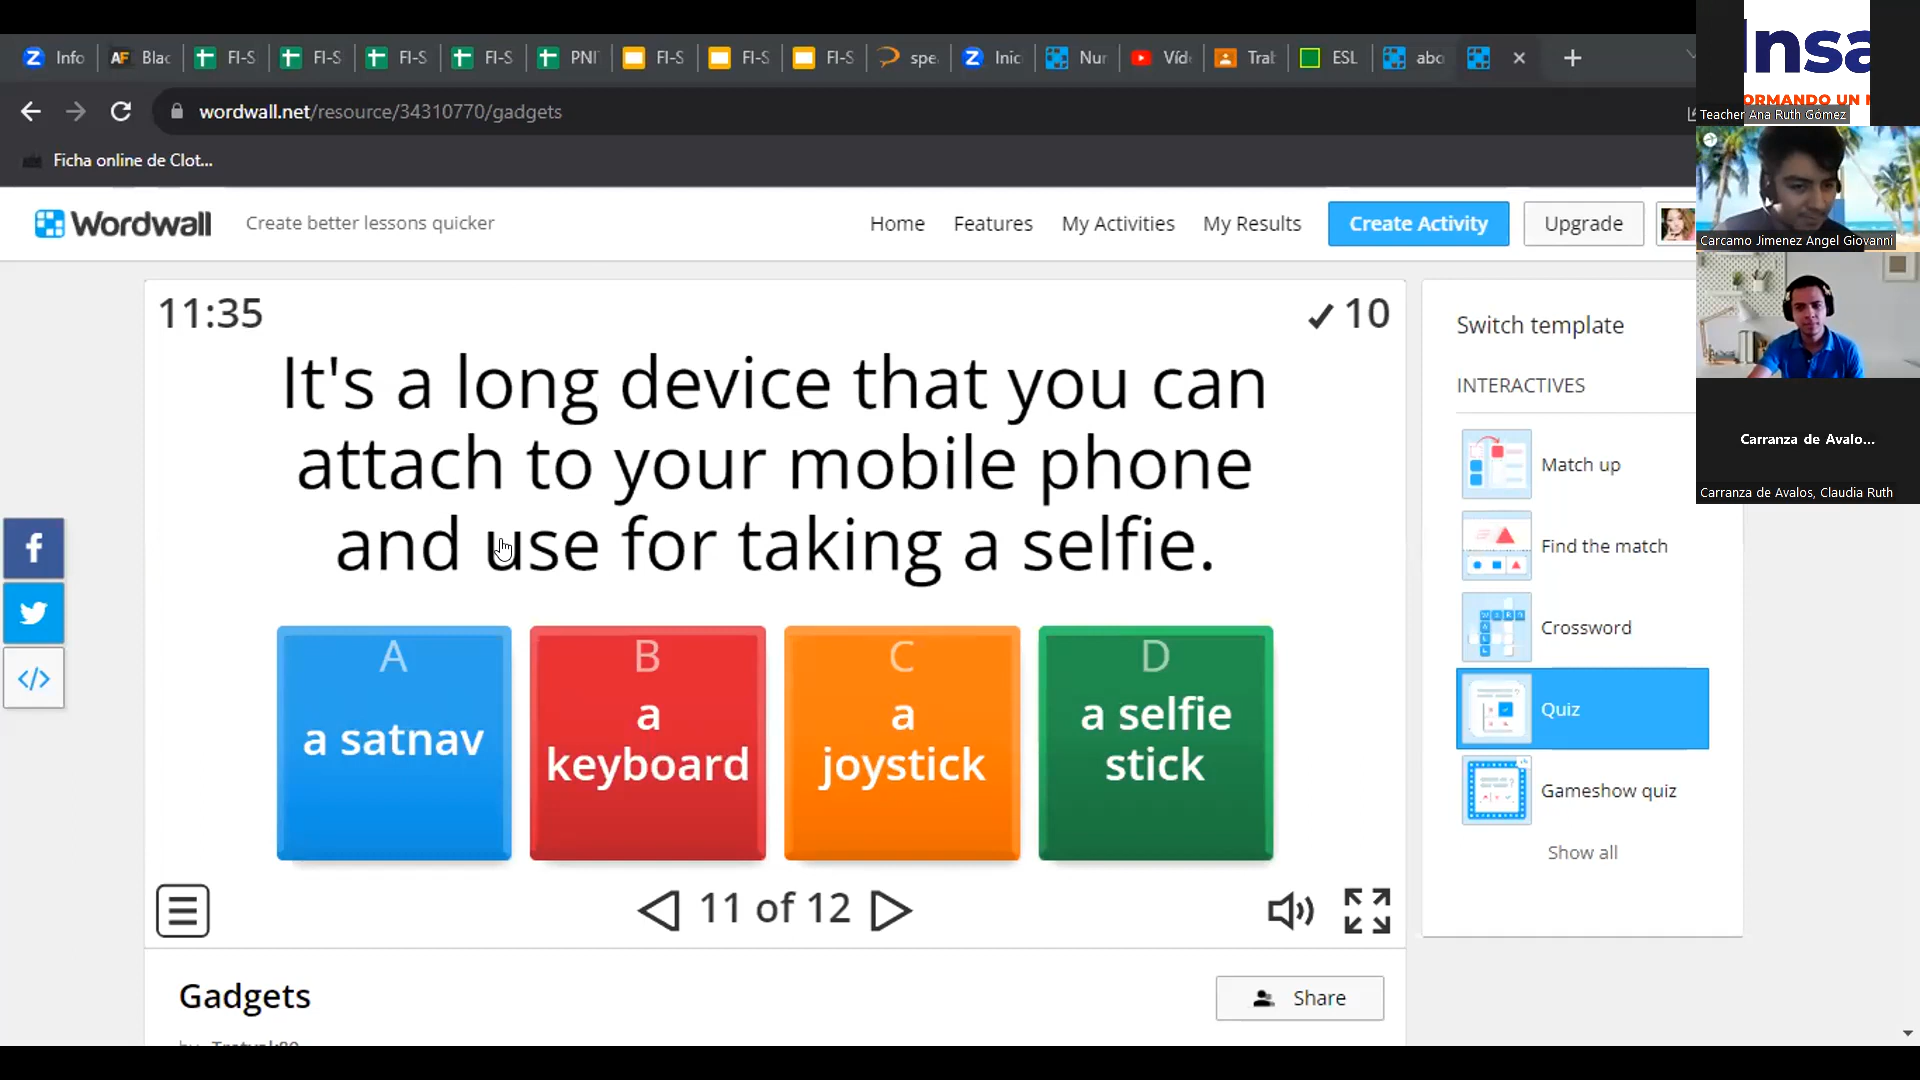 Info
Blac
FI-S
FI-S
FI-S
FI-S
PNI
FI-S
FI-S
FI-S
spe
Inic
Nur
Víde
Trab
ESL
abo
wordwall.net/resource/34310770/gadgets
Ficha online de Clot...
Insa
ORMANDO UN
Teacher Ana Ruth Gómez
Carcamo Jimenez Angel Giovanni
Carranza de Avalo...
Carranza de Avalos, Claudia Ruth
Wordwall
Create better lessons quicker
Home
Features
My Activities
My Results
Create Activity
Upgrade
11:35
10
It's a long device that you can
attach to your mobile phone
and use for taking a selfie.
A
a satnav
B
a
keyboard
C
a
joystick
D
a selfie
stick
11 of 12
Switch template
INTERACTIVES
Match up
Find the match
Crossword
Quiz
Gameshow quiz
Show all
Gadgets
Share